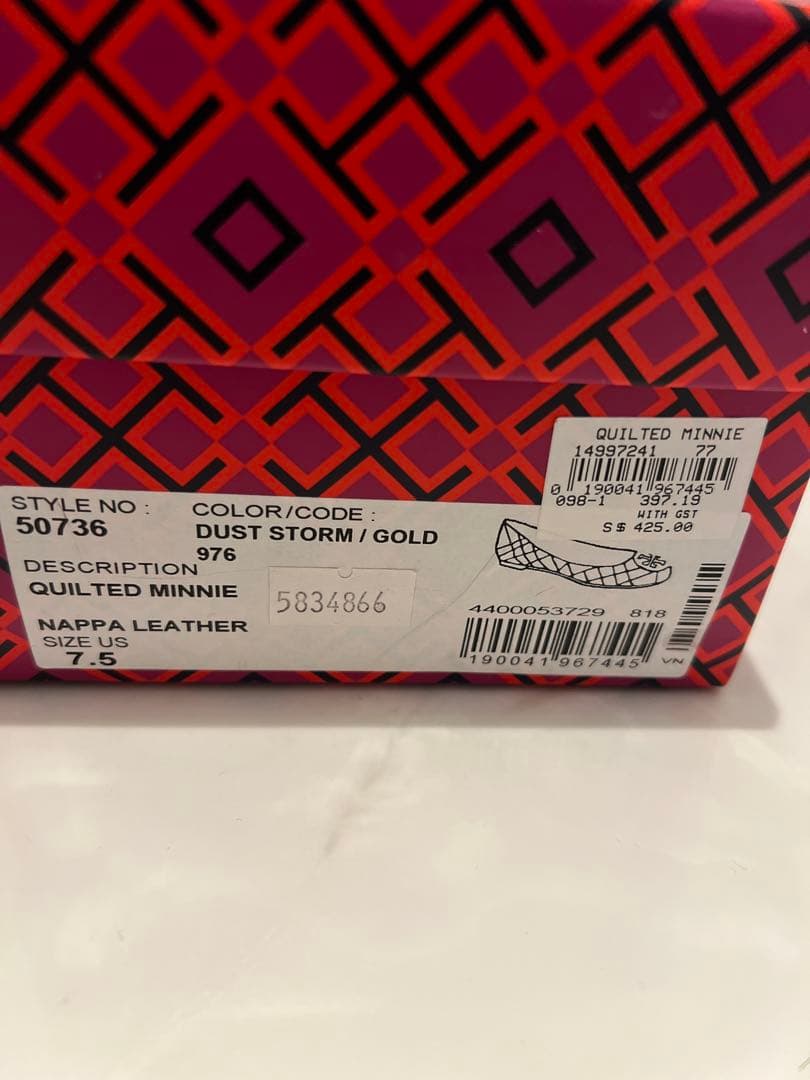 QUILTED MINNIE
14997241 77
0 190041 967445
098-1 397.19
WITH GST
S$ 425.00
STYLE NO :
50736
COLOR/CODE :
DUST STORM / GOLD
976
DESCRIPTION
QUILTED MINNIE
5834866
NAPPA LEATHER
SIZE US
7.5
4400053729 818
190041 967445
VN